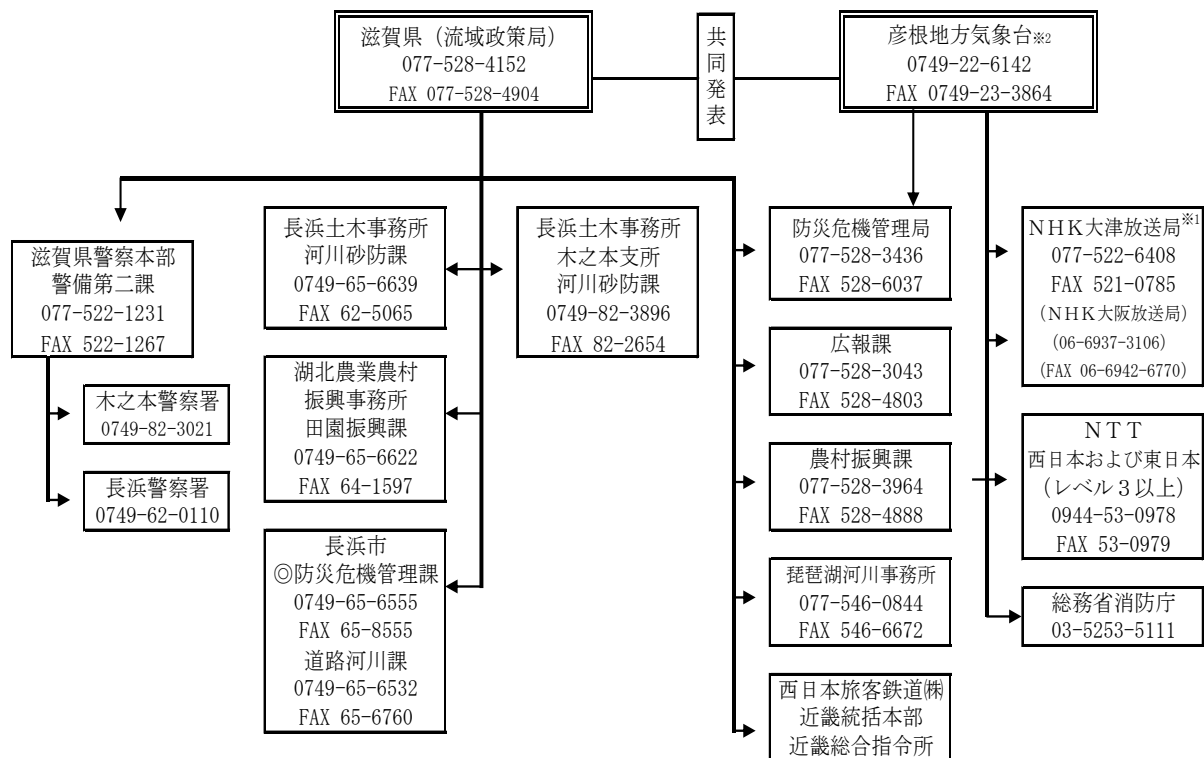 滋賀県（流域政策局）
077-528-4152
FAX 077-528-4904
共同発表
彦根地方気象台※2
0749-22-6142
FAX 0749-23-3864
滋賀県警察本部
警備第二課
077-522-1231
FAX 522-1267
木之本警察署
0749-82-3021
長浜警察署
0749-62-0110
長浜土木事務所
河川砂防課
0749-65-6639
FAX 62-5065
湖北農業農村
振興事務所
田園振興課
0749-65-6622
FAX 64-1597
長浜市
◎防災危機管理課
0749-65-6555
FAX 65-8555
道路河川課
0749-65-6532
FAX 65-6760
長浜土木事務所
木之本支所
河川砂防課
0749-82-3896
FAX 82-2654
防災危機管理局
077-528-3436
FAX 528-6037
広報課
077-528-3043
FAX 528-4803
農村振興課
077-528-3964
FAX 528-4888
琵琶湖河川事務所
077-546-0844
FAX 546-6672
西日本旅客鉄道㈱
近畿統括本部
近畿総合指令所
NHK大津放送局※1
077-522-6408
FAX 521-0785
(NHK大阪放送局)
(06-6937-3106)
(FAX 06-6942-6770)
ＮＴＴ
西日本および東日本
(レベル３以上)
0944-53-0978
FAX 53-0979
総務省消防庁
03-5253-5111